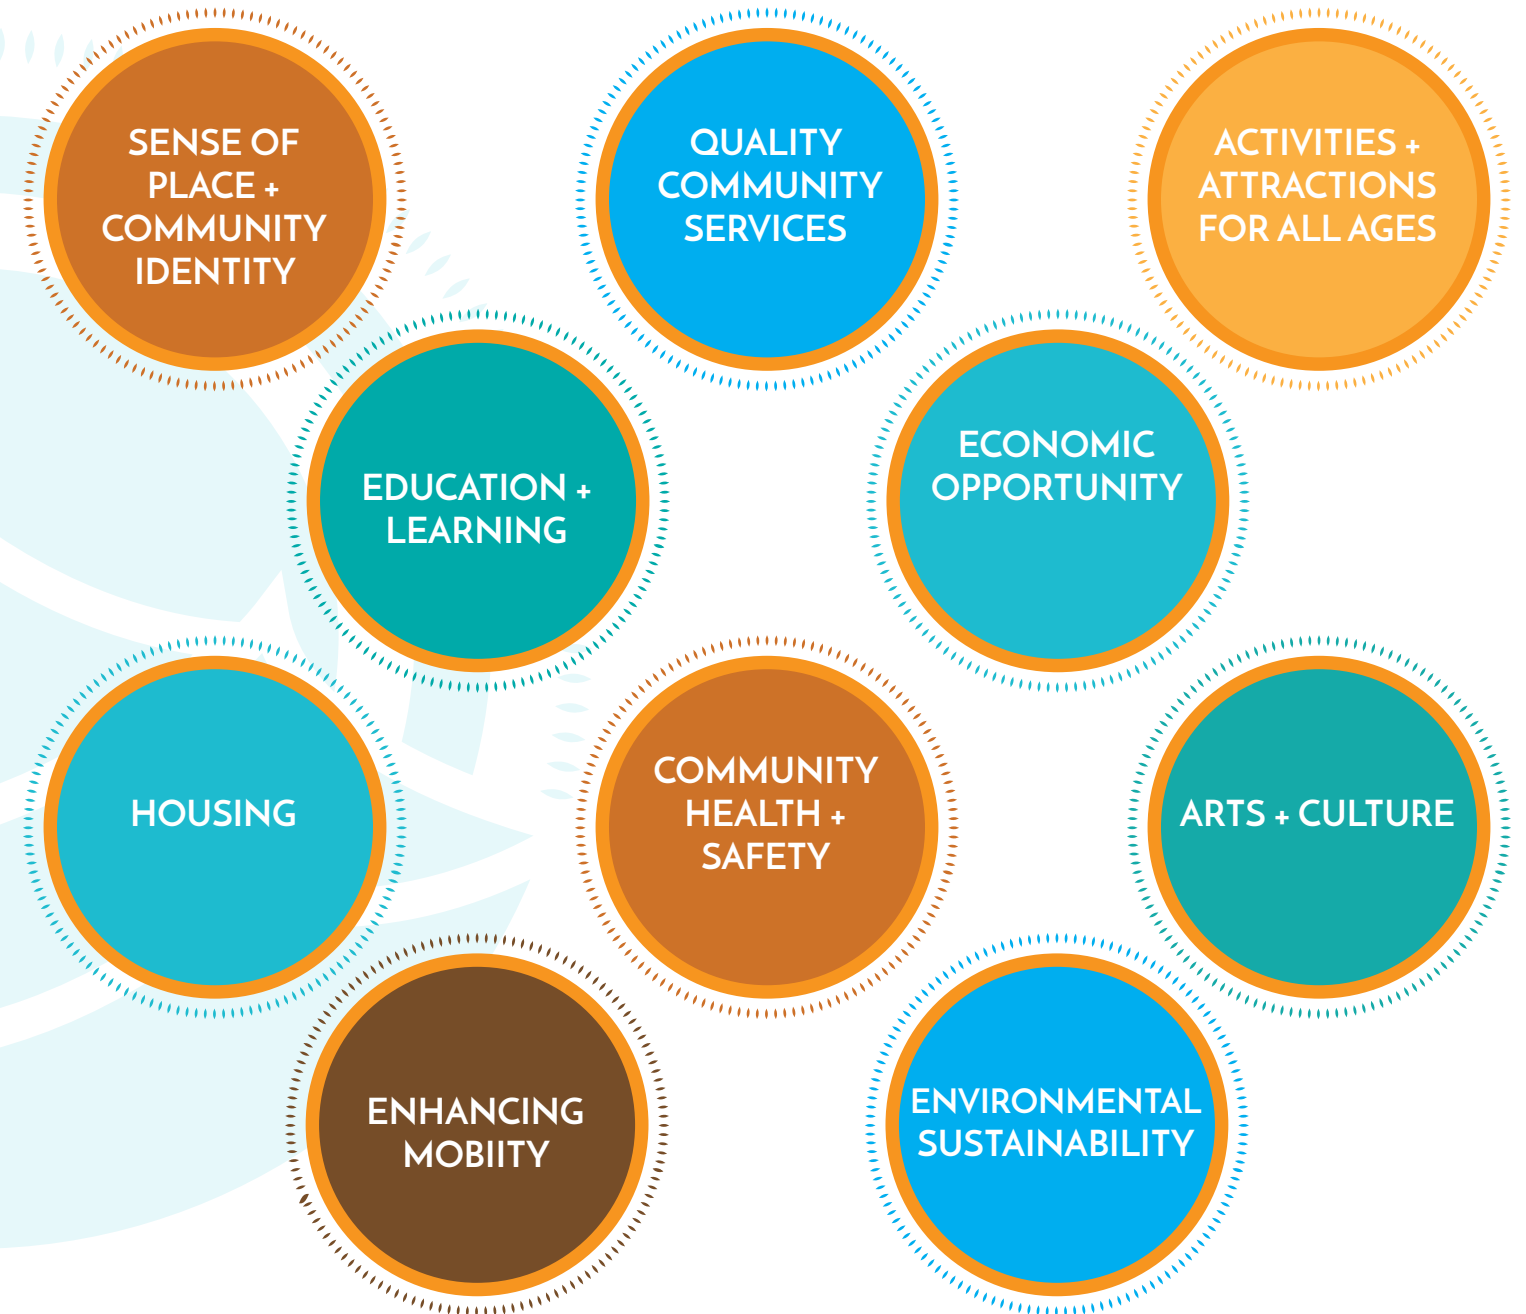 SENSE OF
PLACE +
COMMUNITY
IDENTITY
QUALITY
COMMUNITY
SERVICES
ACTIVITIES +
ATTRACTIONS
FOR ALL AGES
EDUCATION +
LEARNING
ECONOMIC
OPPORTUNITY
HOUSING
COMMUNITY
HEALTH +
SAFETY
ARTS + CULTURE
ENHANCING
MOBIITY
ENVIRONMENTAL
SUSTAINABILITY